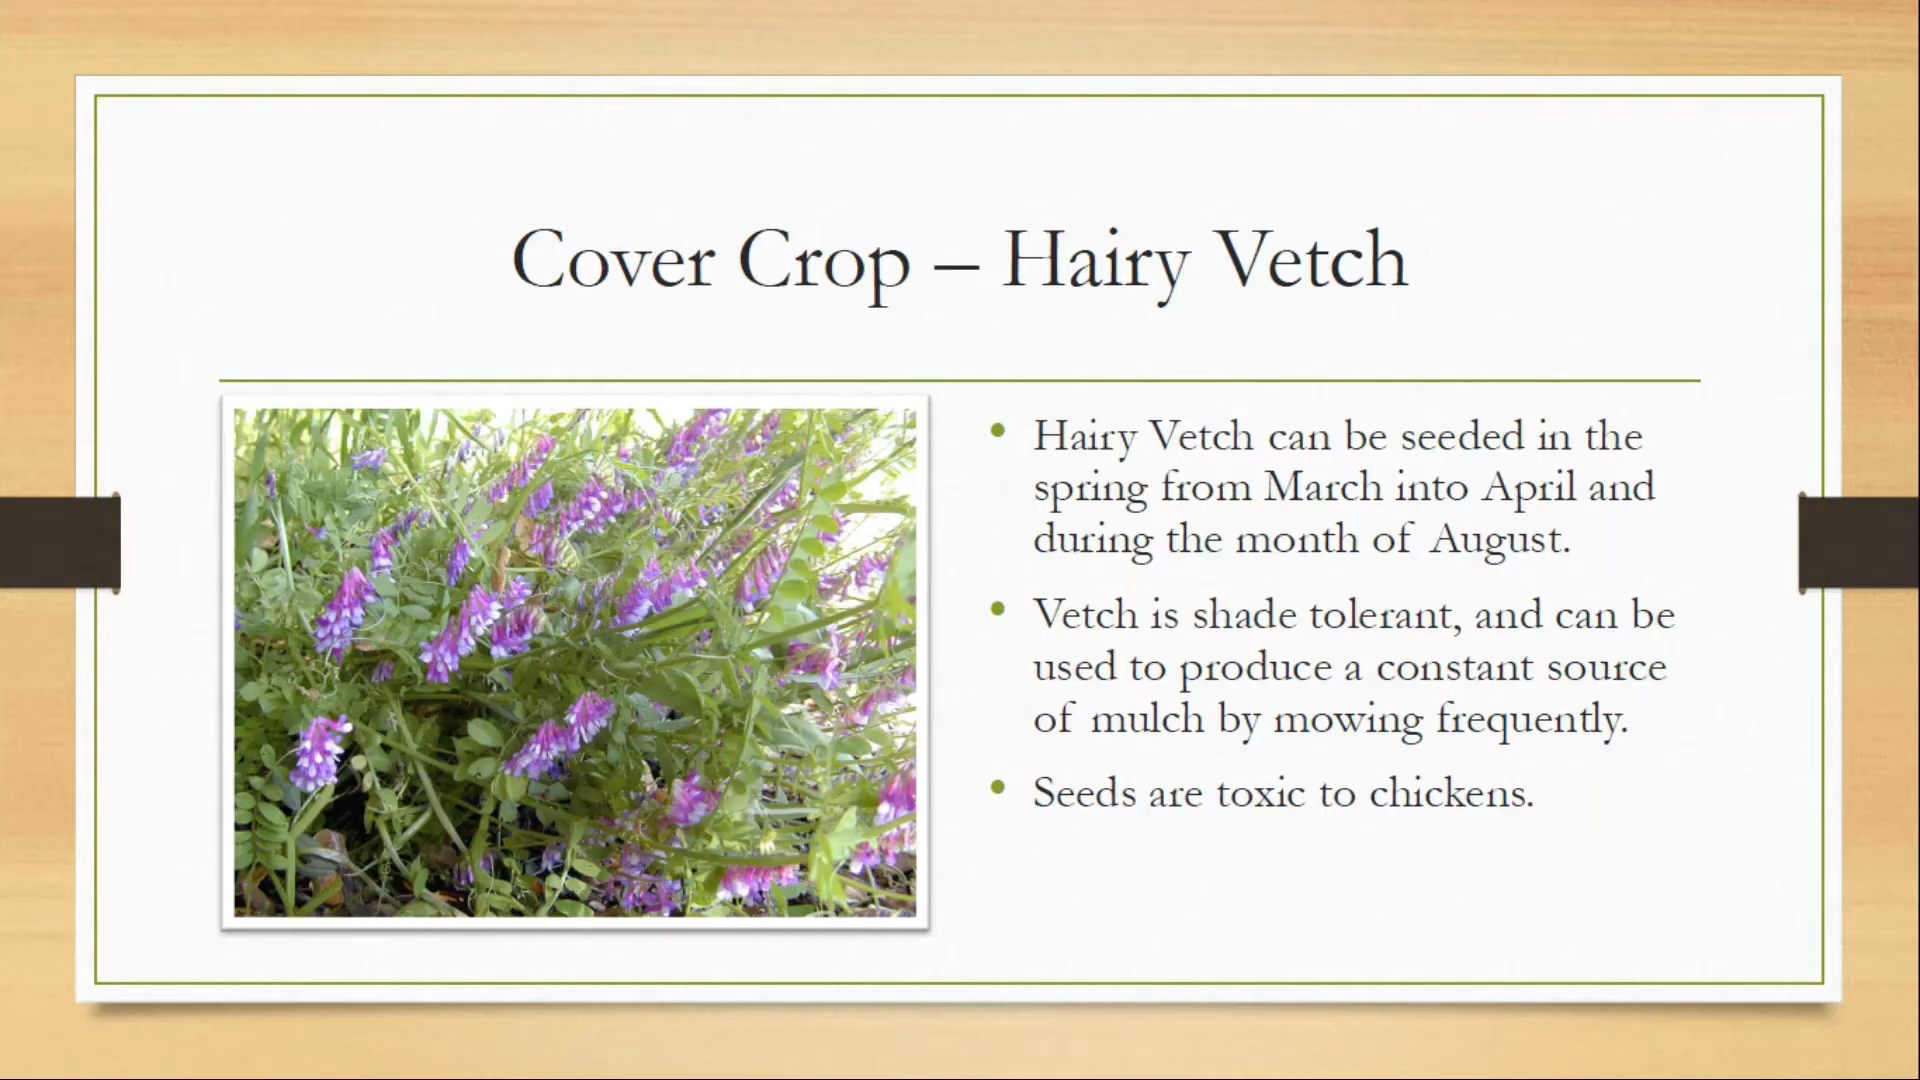 Cover Crop – Hairy Vetch
Hairy Vetch can be seeded in the
spring from March into April and
during the month of August.
Vetch is shade tolerant, and can be
used to produce a constant source
of mulch by mowing frequently.
Seeds are toxic to chickens.